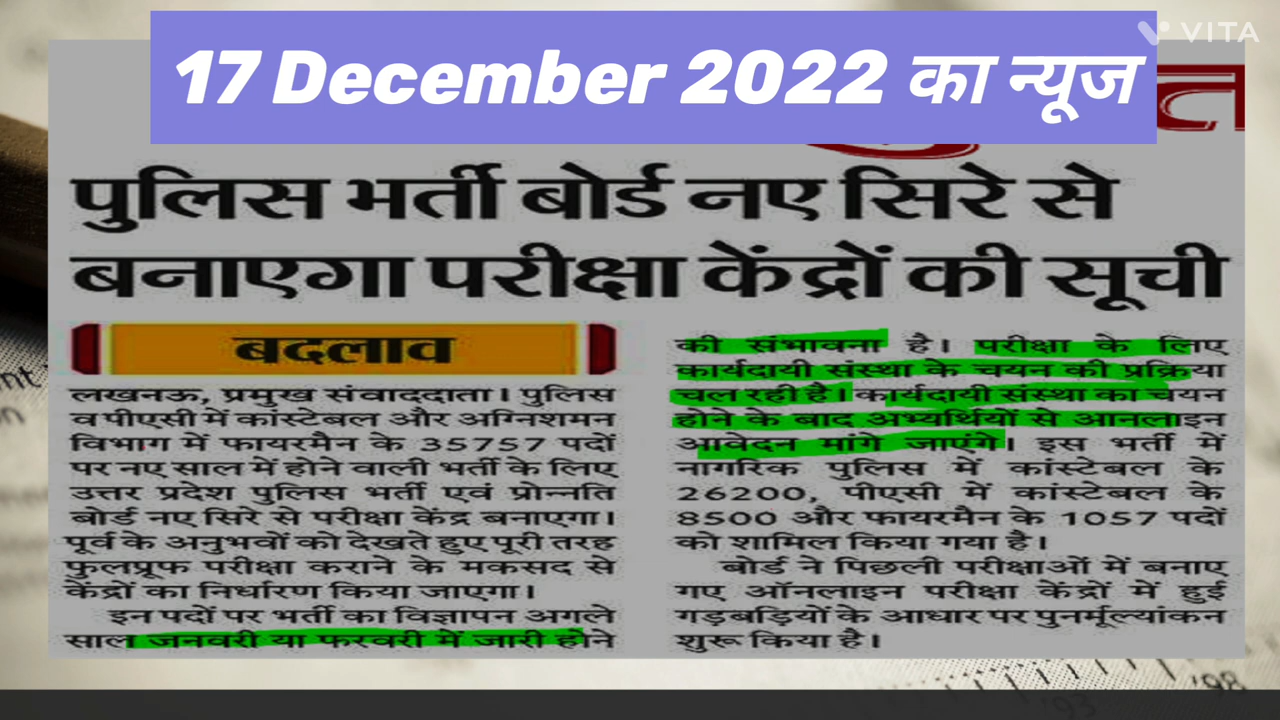 VITA
17 December 2022 का न्यूज
पुलिस भर्ती बोर्ड नए सिरे से
बनाएगा परीक्षा केंद्रों की सूची
बदलाव
लखनऊ, प्रमुख संवाददाता। पुलिस
व पीएसी में कांस्टेबल और अग्निशमन
विभाग में फायरमैन के 35757 पदों
पर नए साल में होने वाली भर्ती के लिए
उत्तर प्रदेश पुलिस भर्ती एवं प्रोन्नति
बोर्ड नए सिरे से परीक्षा केंद्र बनाएगा।
पूर्व के अनुभवों को देखते हुए पूरी तरह
फुलप्रूफ परीक्षा कराने के मकसद से
केंद्रों का निर्धारण किया जाएगा।
इन पदों पर भर्ती का विज्ञापन अगले
साल जनवरी या फरवरी में जारी होने
की संभावना है। परीक्षा के लिए
कार्यदायी संस्था के चयन की प्रक्रिया
चल रही है। कार्यदायी संस्था का चयन
होने के बाद अभ्यर्थियों से आनलाइन
आवेदन मांगे जाएंगे। इस भर्ती में
नागरिक पुलिस में कांस्टेबल के
26200, पीएसी में कांस्टेबल के
8500 और फायरमैन के 1057 पदों
को शामिल किया गया है।
बोर्ड ने पिछली परीक्षाओं में बनाए
गए ऑनलाइन परीक्षा केंद्रों में हुई
गड़बड़ियों के आधार पर पुनर्मूल्यांकन
शुरू किया है।
'98
'93